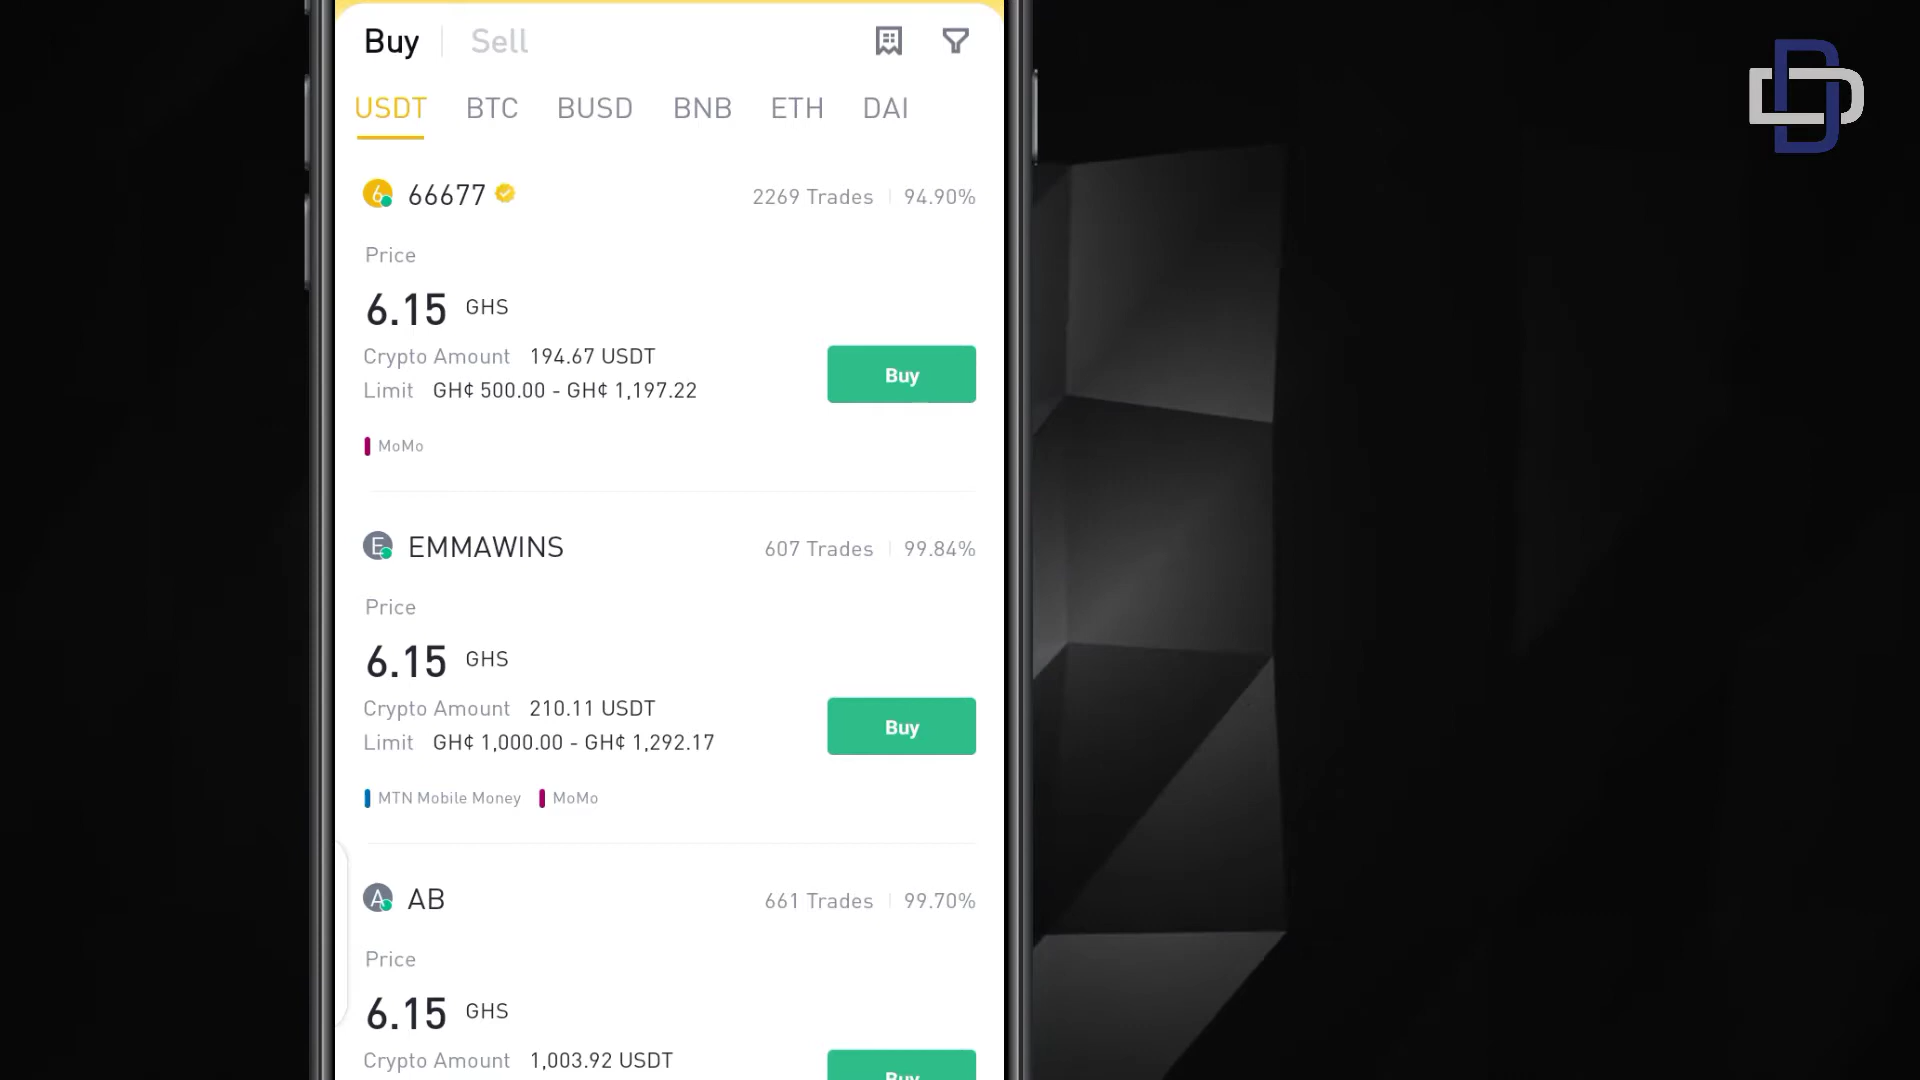 Buy Sell
USDT BTC BUSD BNB ETH DAI
6 66677 2269 Trades 94.90%
Price
6.15 GHS
Crypto Amount 194.67 USDT
Limit GH¢ 500.00 - GH¢ 1,197.22
Buy
MoMo
E EMMAWINS 607 Trades 99.84%
Price
6.15 GHS
Crypto Amount 210.11 USDT
Limit GH¢ 1,000.00 - GH¢ 1,292.17
Buy
MTN Mobile Money MoMo
A AB 661 Trades 99.70%
Price
6.15 GHS
Crypto Amount 1,003.92 USDT
Buy